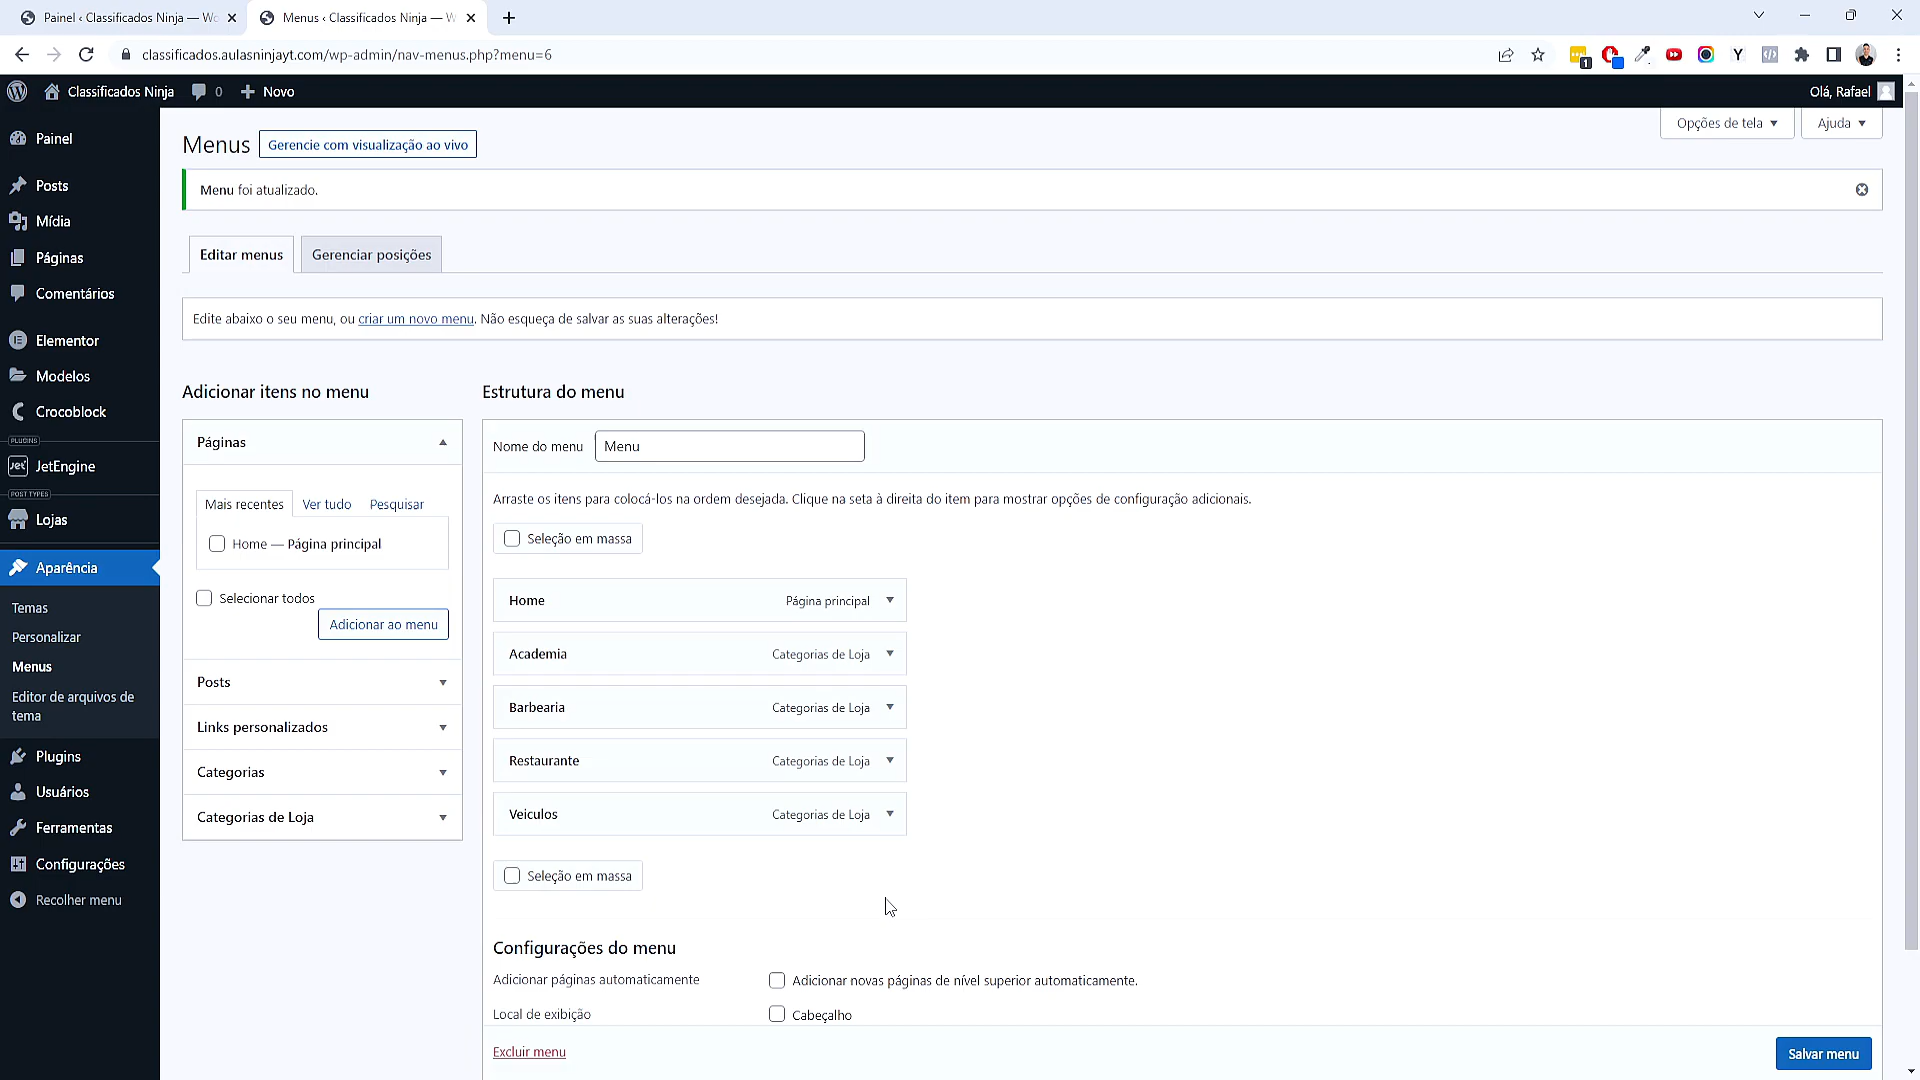 Painel ‹ Classificados Ninja — Wo
Menus ‹ Classificados Ninja — W
classificados.aulasninjayt.com/wp-admin/nav-menus.php?menu=6
1
Y
Classificados Ninja
0
Novo
Olá, Rafael
Painel
Posts
Mídia
Páginas
Comentários
Elementor
Modelos
Crocoblock
PLUGINS
Jet
JetEngine
POST TYPES
Lojas
Aparência
Temas
Personalizar
Menus
Editor de arquivos de
tema
Plugins
Usuários
Ferramentas
Configurações
Recolher menu
Opções de tela
Ajuda
Menus
Gerencie com visualização ao vivo
Menu foi atualizado.
Editar menus
Gerenciar posições
Edite abaixo o seu menu, ou criar um novo menu. Não esqueça de salvar as suas alterações!
Adicionar itens no menu
Páginas
Mais recentes
Ver tudo
Pesquisar
Home — Página principal
Selecionar todos
Adicionar ao menu
Posts
Links personalizados
Categorias
Categorias de Loja
Estrutura do menu
Nome do menu
Menu
Arraste os itens para colocá-los na ordem desejada. Clique na seta à direita do item para mostrar opções de configuração adicionais.
Seleção em massa
Home
Página principal
Academia
Categorias de Loja
Barbearia
Categorias de Loja
Restaurante
Categorias de Loja
Veiculos
Categorias de Loja
Seleção em massa
Configurações do menu
Adicionar páginas automaticamente
Adicionar novas páginas de nível superior automaticamente.
Local de exibição
Cabeçalho
Excluir menu
Salvar menu